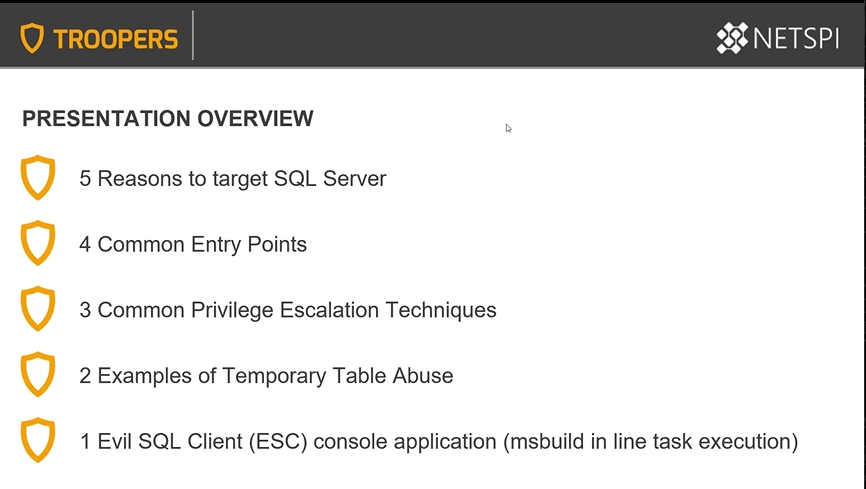 TROOPERS
NETSPI
PRESENTATION OVERVIEW
5 Reasons to target SQL Server
4 Common Entry Points
3 Common Privilege Escalation Techniques
2 Examples of Temporary Table Abuse
1 Evil SQL Client (ESC) console application (msbuild in line task execution)